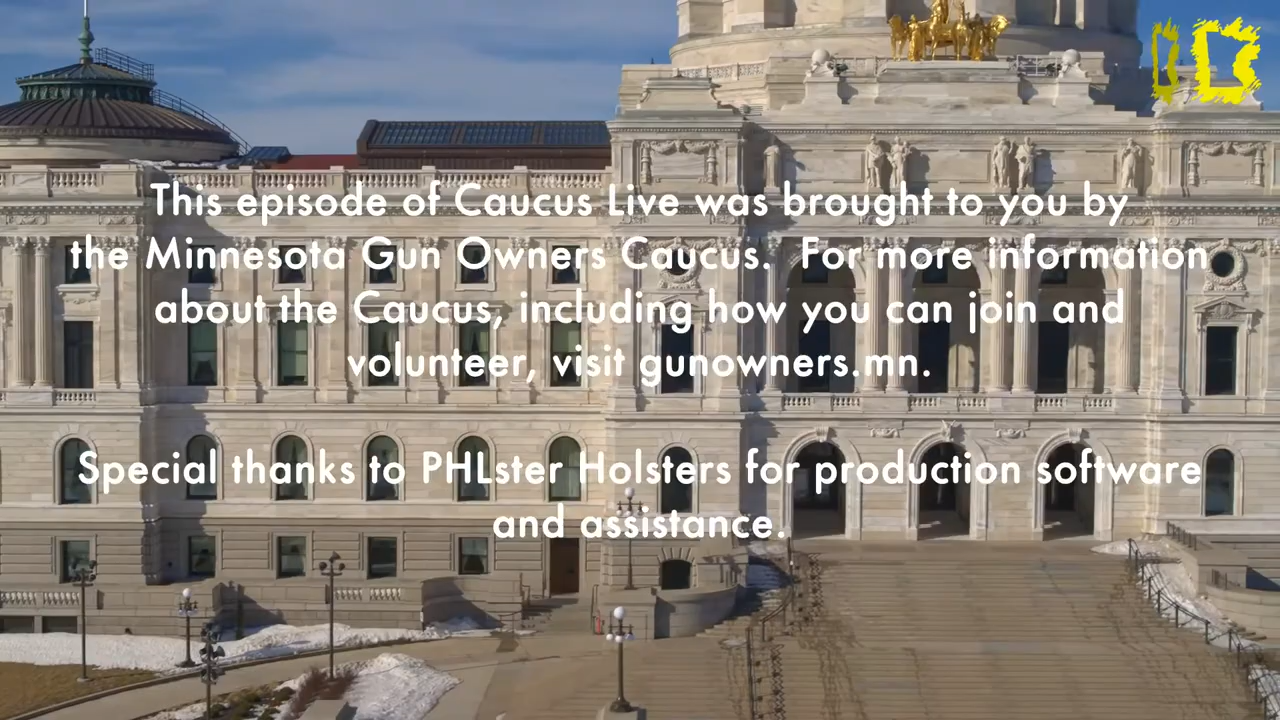 This episode of Caucus Live was brought to you by
the Minnesota Gun Owners Caucus.  For more information
about the Caucus, including how you can join and
volunteer, visit gunowners.mn.
Special thanks to PHLster Holsters for production software
and assistance.